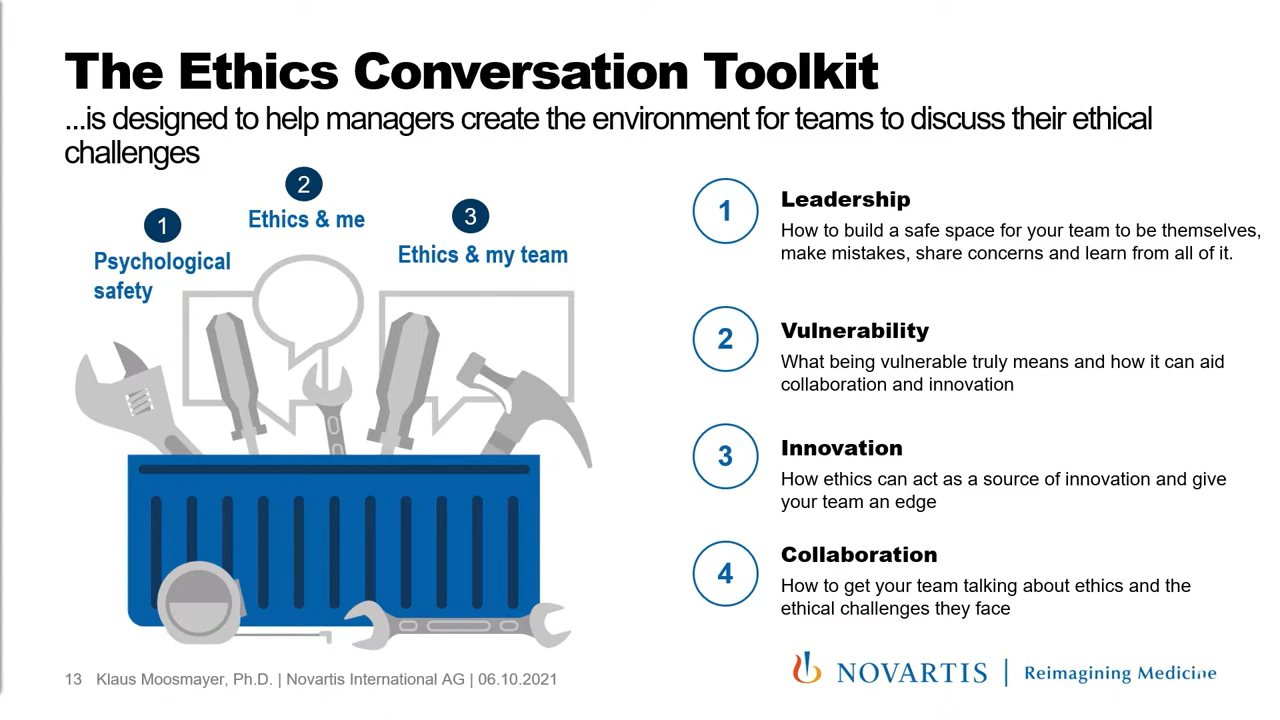 The Ethics Conversation Toolkit
...is designed to help managers create the environment for teams to discuss their ethical
challenges
1
Psychological
safety
2
Ethics & me
3
Ethics & my team
1
Leadership
How to build a safe space for your team to be themselves,
make mistakes, share concerns and learn from all of it.
2
Vulnerability
What being vulnerable truly means and how it can aid
collaboration and innovation
3
Innovation
How ethics can act as a source of innovation and give
your team an edge
4
Collaboration
How to get your team talking about ethics and the
ethical challenges they face
13 Klaus Moosmayer, Ph.D. | Novartis International AG | 06.10.2021
NOVARTIS | Reimagining Medicine